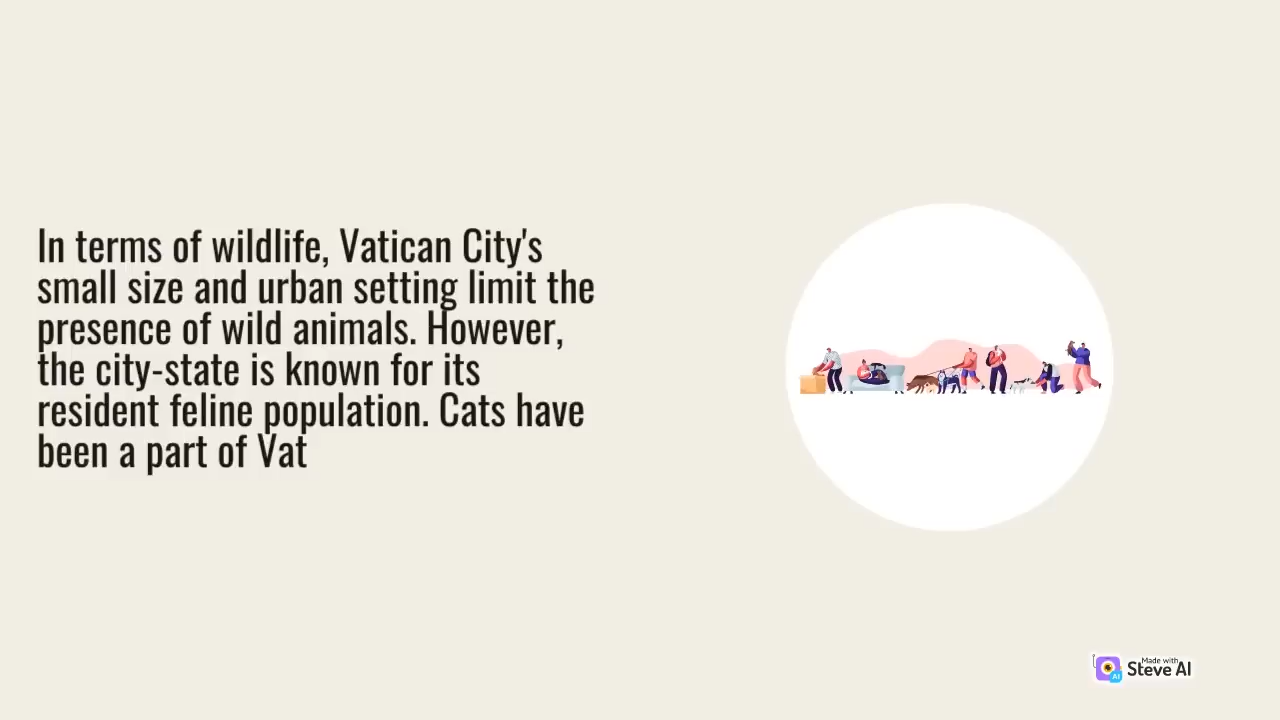 In terms of wildlife, Vatican City's
small size and urban setting limit the
presence of wild animals. However,
the city-state is known for its
resident feline population. Cats have
been a part of Vat
Made with
Steve AI
AI